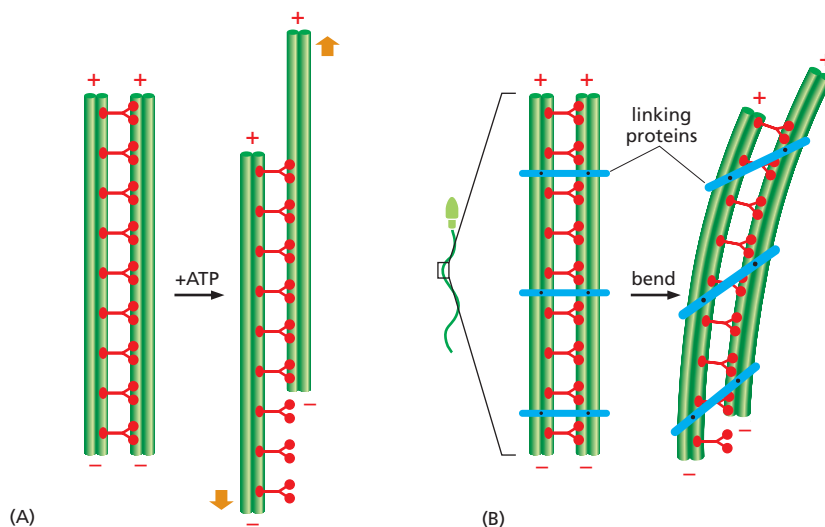 + +
+
+
+ATP
− −
−
−
(A)
+ +
linking
proteins
+
+
bend
− −
−
−
(B)